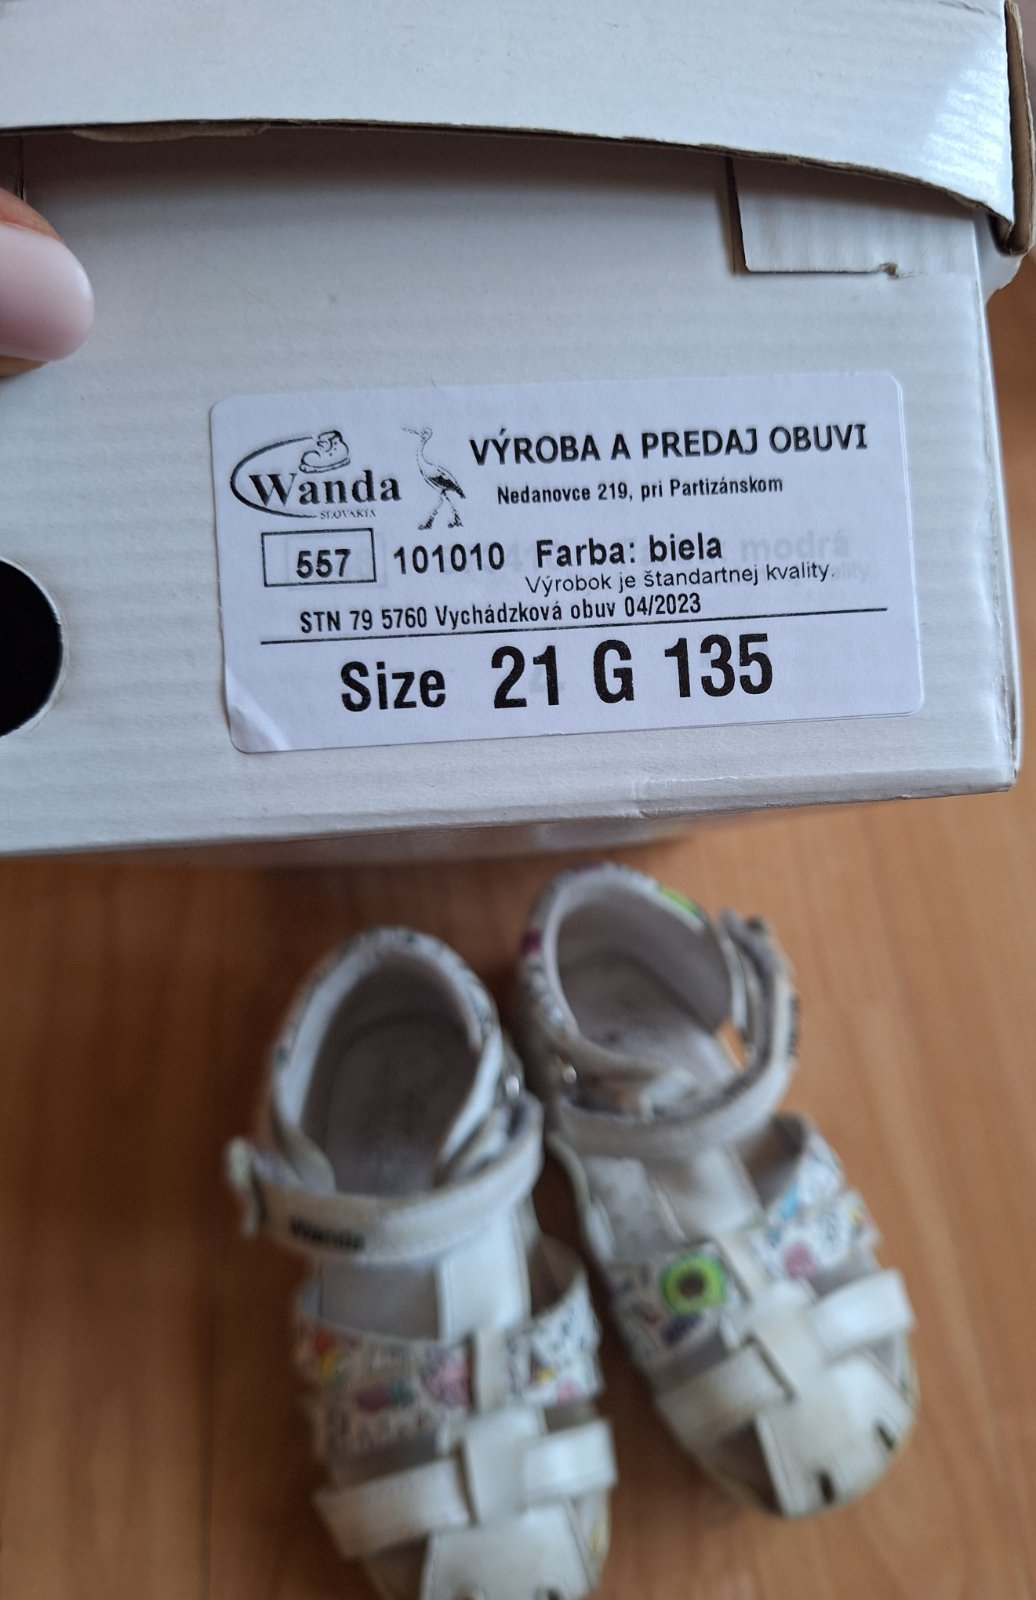 Wanda
SLOVAKIA
VÝROBA A PREDAJ OBUVI
Nedanovce 219, pri Partizánskom
557 101010 Farba: biela
Výrobok je štandartnej kvality.
STN 79 5760 Vychádzková obuv 04/2023
Size 21 G 135
modrá
Wanda